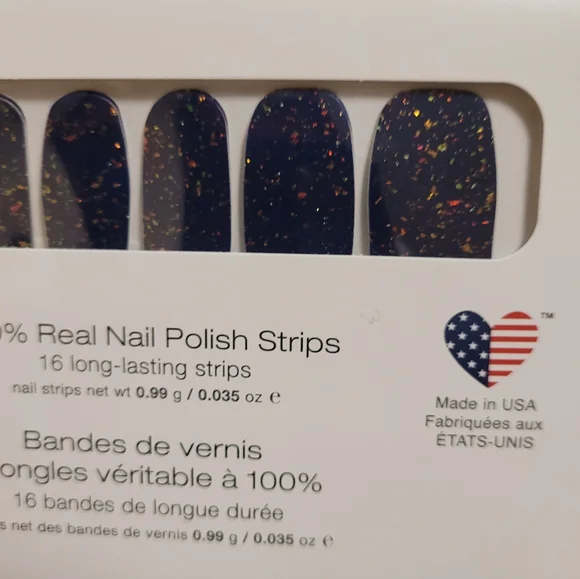 % Real Nail Polish Strips
16 long-lasting strips
nail strips net wt 0.99 g / 0.035 oz ℮
Bandes de vernis
ongles véritable à 100%
16 bandes de longue durée
s net des bandes de vernis 0.99 g / 0.035 oz ℮
TM
Made in USA
Fabriquées aux
ÉTATS-UNIS